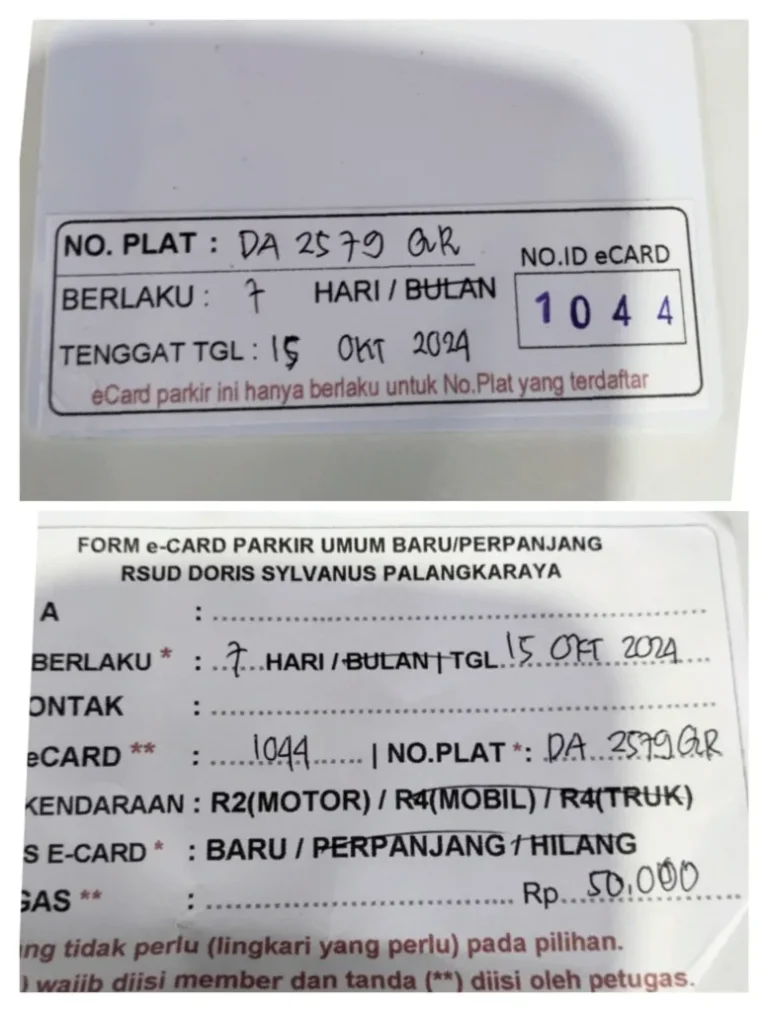 NO. PLAT : DA 2579 GR
NO.ID eCARD
BERLAKU : 7 HARI / BULAN
1 0 4 4
TENGGAT TGL : 15 OKT 2024
eCard parkir ini hanya berlaku untuk No.Plat yang terdaftar
FORM e-CARD PARKIR UMUM BARU/PERPANJANG
RSUD DORIS SYLVANUS PALANGKARAYA
A :
BERLAKU * : 7 HARI / BULAN | TGL. 15 OKT 2024
ONTAK :
eCARD ** : 1044 | NO.PLAT *: DA 2579 GR
KENDARAAN : R2(MOTOR) / R4(MOBIL) / R4(TRUK)
S E-CARD * : BARU / PERPANJANG / HILANG
GAS ** : Rp. 50.000
ng tidak perlu (lingkari yang perlu) pada pilihan.
) wajib diisi member dan tanda (**) diisi oleh petugas.